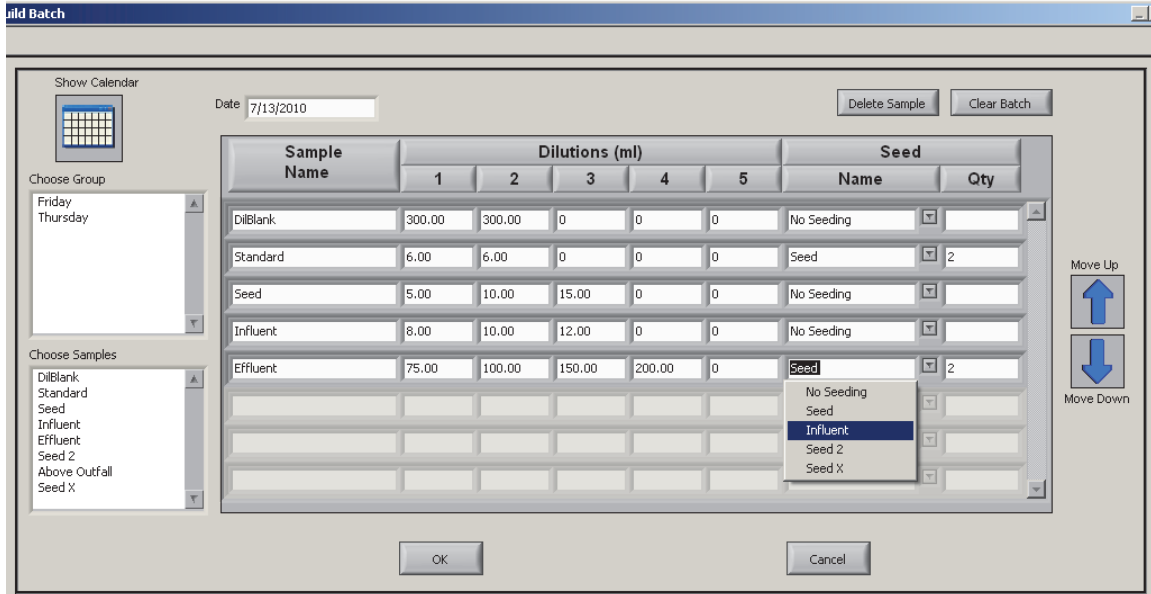 uild Batch
Show Calendar
Date 7/13/2010
Delete Sample Clear Batch
Choose Group
Friday
Thursday
Sample Name Dilutions (ml) Seed
1 2 3 4 5 Name Qty
DilBlank 300.00 300.00 0 0 0 No Seeding
Standard 6.00 6.00 0 0 0 Seed 2
Seed 5.00 10.00 15.00 0 0 No Seeding
Influent 8.00 10.00 12.00 0 0 No Seeding
Effluent 75.00 100.00 150.00 200.00 0 Seed 2
No Seeding
Seed
Influent
Seed 2
Seed X
Move Up
Move Down
Choose Samples
DilBlank
Standard
Seed
Influent
Effluent
Seed 2
Above Outfall
Seed X
OK Cancel